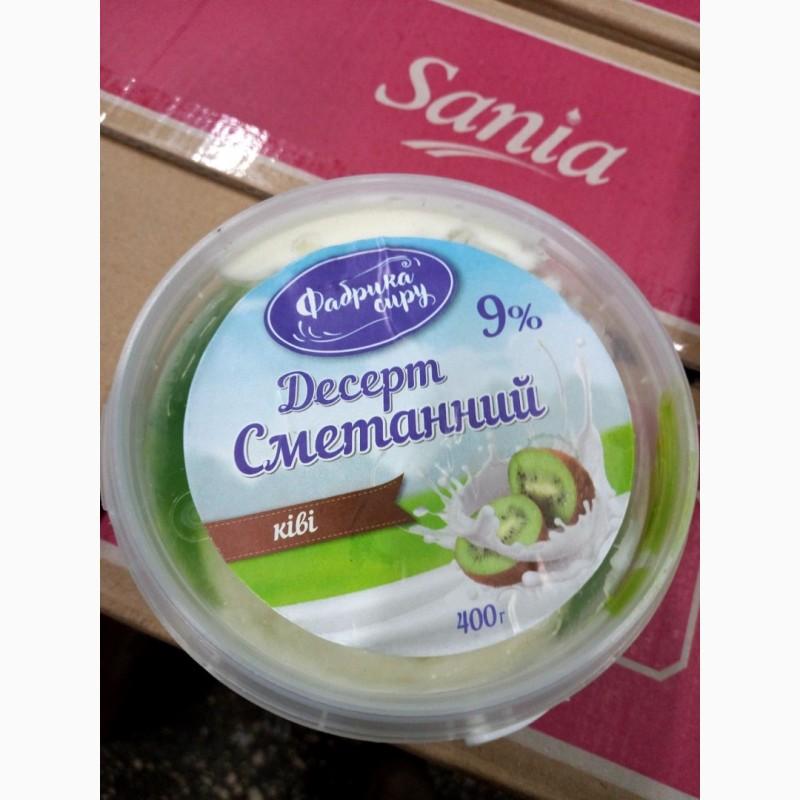 Sania
Фабрика
сиру
9%
Десерт
Сметанний
ківі
400г